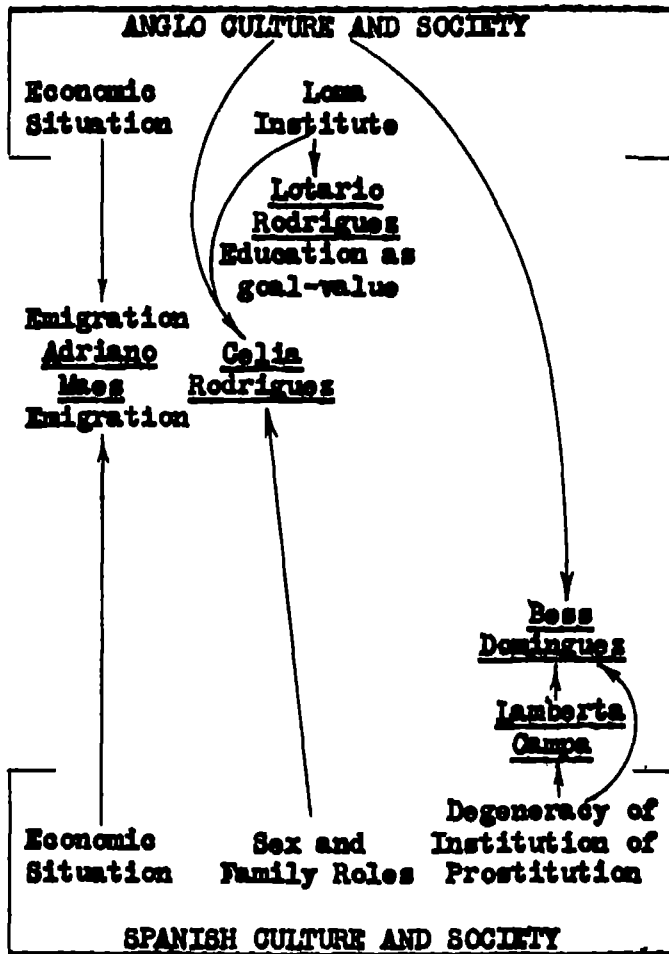 ANGLO CULTURE AND SOCIETY
Economic
Situation
Loma
Institute
Lotario
Rodriguez
Education as
goal-value
Emigration
Adriano
Maes
Emigration
Celia
Rodriguez
Bess
Dominguez
Lamberta
Campa
Economic
Situation
Sex and
Family Roles
Degeneracy of
Institution of
Prostitution
SPANISH CULTURE AND SOCIETY